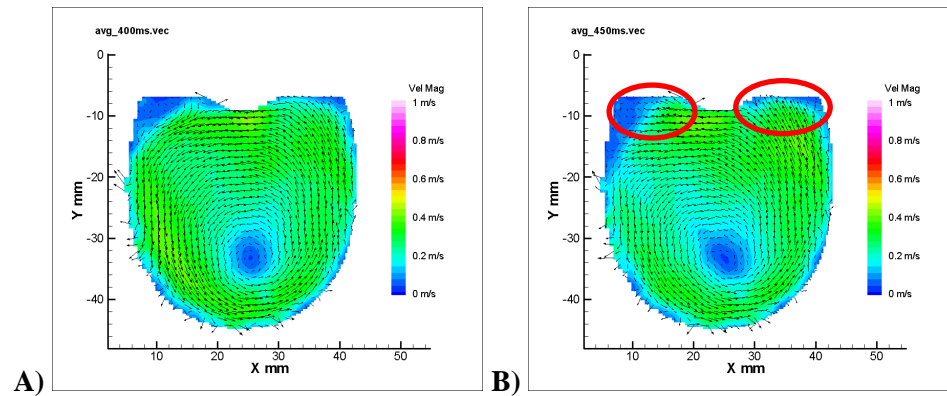 avg_400ms.vec
0
-10
-20
-30
-40
Y mm
10 20 30 40 50
X mm
Vel Mag
1 m/s
0.8 m/s
0.6 m/s
0.4 m/s
0.2 m/s
0 m/s
A)
avg_450ms.vec
0
-10
-20
-30
-40
Y mm
10 20 30 40 50
X mm
Vel Mag
1 m/s
0.8 m/s
0.6 m/s
0.4 m/s
0.2 m/s
0 m/s
B)